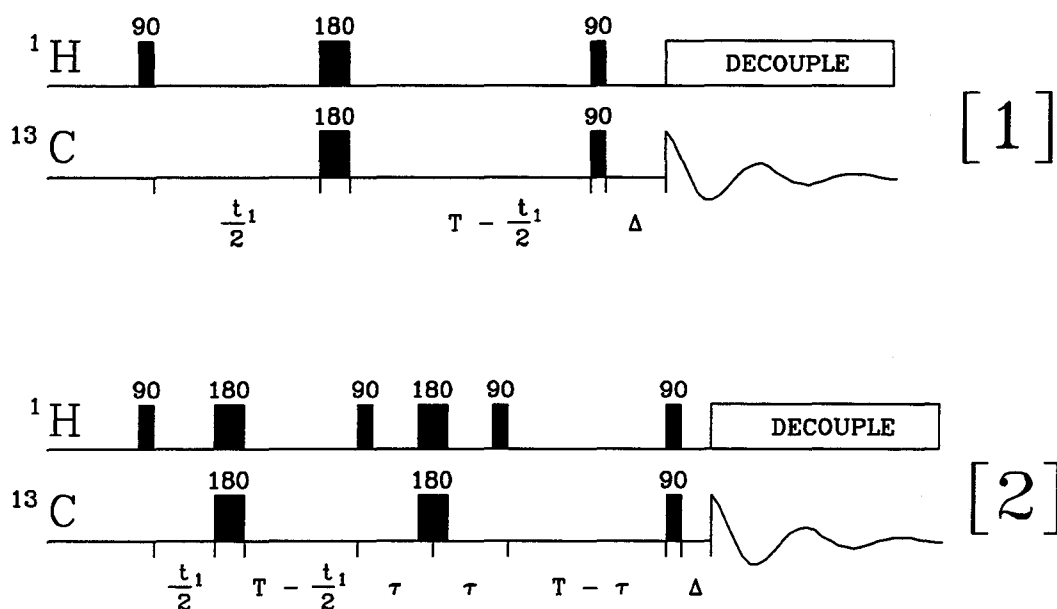 90 180 90
¹H DECOUPLE
180 90
¹³C
[1]
t₁/2 T - t₁/2 Δ
90 180 90 180 90 90
¹H DECOUPLE
180 180 90
¹³C
[2]
t₁/2 T - t₁/2 τ τ T - τ Δ